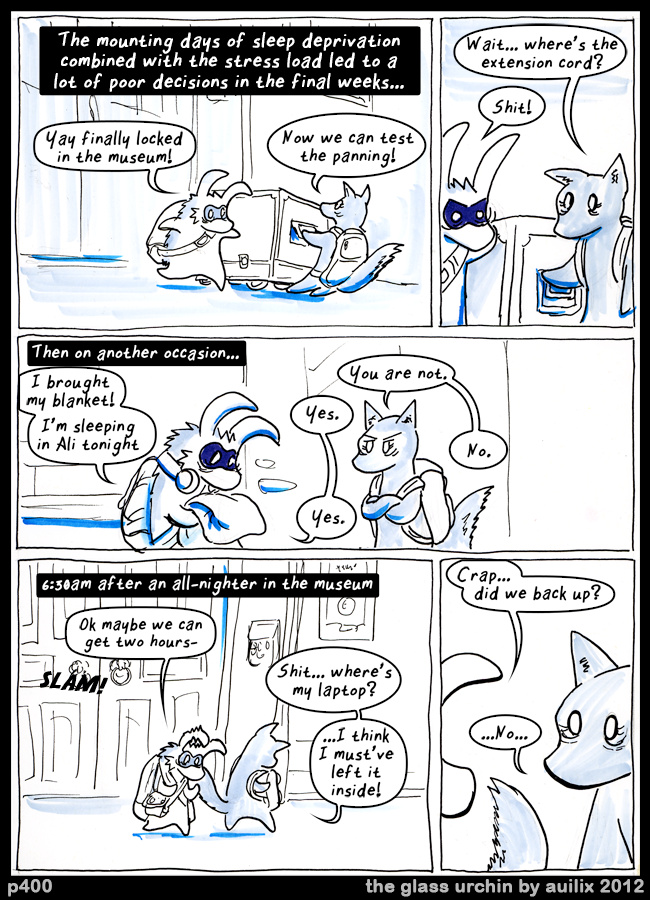 The mounting days of sleep deprivation
combined with the stress load led to a
lot of poor decisions in the final weeks...
Yay finally locked
in the museum!
Now we can test
the panning!
Wait... where's the
extension cord?
Shit!
Then on another occasion...
I brought
my blanket!
I'm sleeping
in Ali tonight
Yes.
You are not.
No.
Yes.
6:30am after an all-nighter in the museum
Ok maybe we can
get two hours-
SLAM!
Shit... where's
my laptop?
...I think
I must've
left it
inside!
Crap...
did we back up?
...No...
p400
the glass urchin by auilix 2012